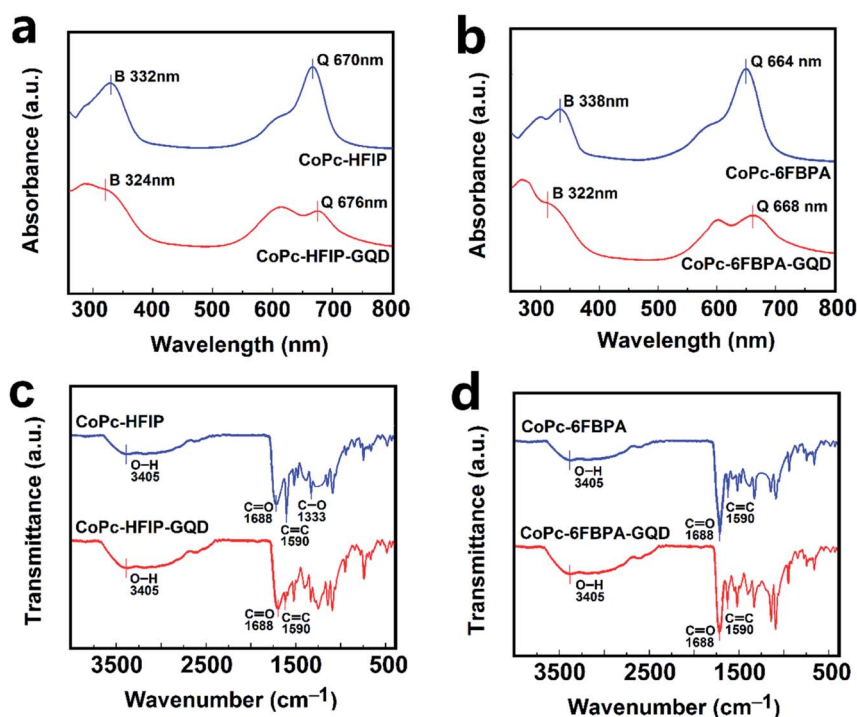 a
Absorbance (a.u.)
B 332nm
Q 670nm
CoPc-HFIP
B 324nm
Q 676nm
CoPc-HFIP-GQD
300 400 500 600 700 800
Wavelength (nm)
b
Absorbance (a.u.)
B 338nm
Q 664 nm
CoPc-6FBPA
B 322nm
Q 668 nm
CoPc-6FBPA-GQD
300 400 500 600 700 800
Wavelength (nm)
c
Transmittance (a.u.)
CoPc-HFIP
O–H
3405
C=O
1688
C=C
1590
C–O
1333
CoPc-HFIP-GQD
O–H
3405
C=O
1688
C=C
1590
3500 2500 1500 500
Wavenumber (cm⁻¹)
d
Transmittance (a.u.)
CoPc-6FBPA
O–H
3405
C=O
1688
C=C
1590
CoPc-6FBPA-GQD
O–H
3405
C=O
1688
C=C
1590
3500 2500 1500 500
Wavenumber (cm⁻¹)